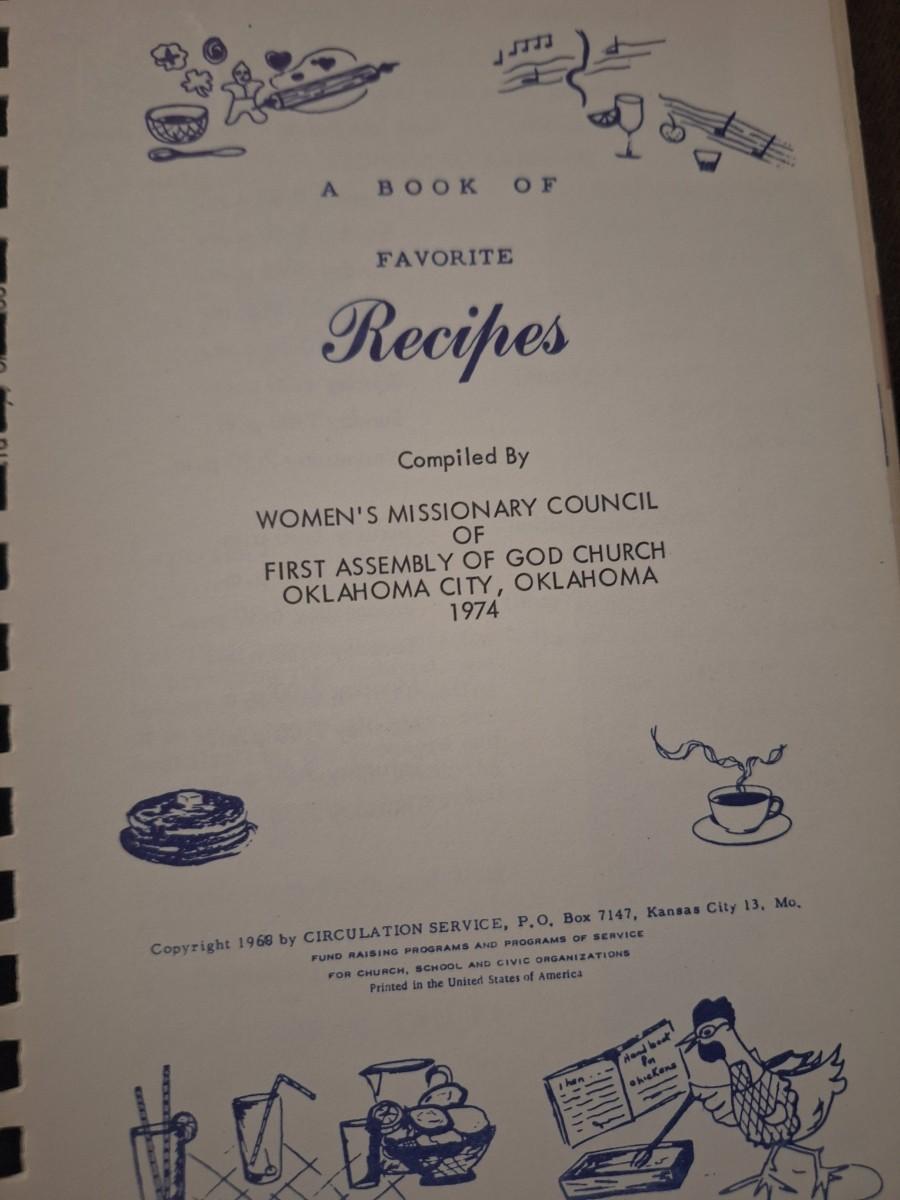 A BOOK OF
FAVORITE
Recipes
Compiled By
WOMEN'S MISSIONARY COUNCIL
OF
FIRST ASSEMBLY OF GOD CHURCH
OKLAHOMA CITY, OKLAHOMA
1974
Copyright 1968 by CIRCULATION SERVICE, P.O. Box 7147, Kansas City 13, Mo.
FUND RAISING PROGRAMS AND PROGRAMS OF SERVICE
FOR CHURCH, SCHOOL AND CIVIC ORGANIZATIONS
Printed in the United States of America
1 hen...
Handbook
on
chickens